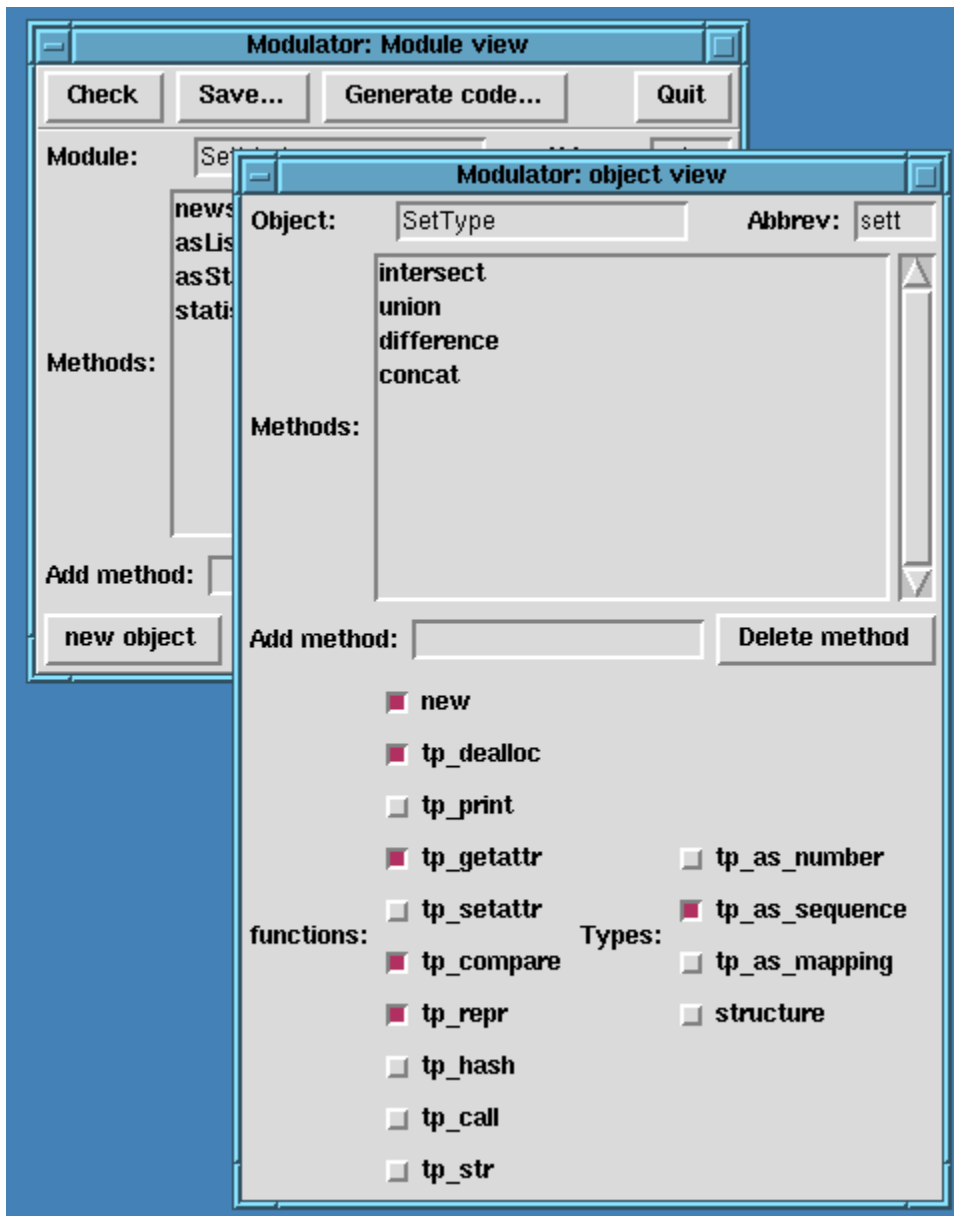 Modulator: Module view
Check Save... Generate code... Quit
Module:
Methods:
Add method:
new object
Modulator: object view
Object: SetType Abbrev: sett
Methods:
intersect
union
difference
concat
Add method: Delete method
functions:
new
tp_dealloc
tp_print
tp_getattr
tp_setattr
tp_compare
tp_repr
tp_hash
tp_call
tp_str
Types:
tp_as_number
tp_as_sequence
tp_as_mapping
structure